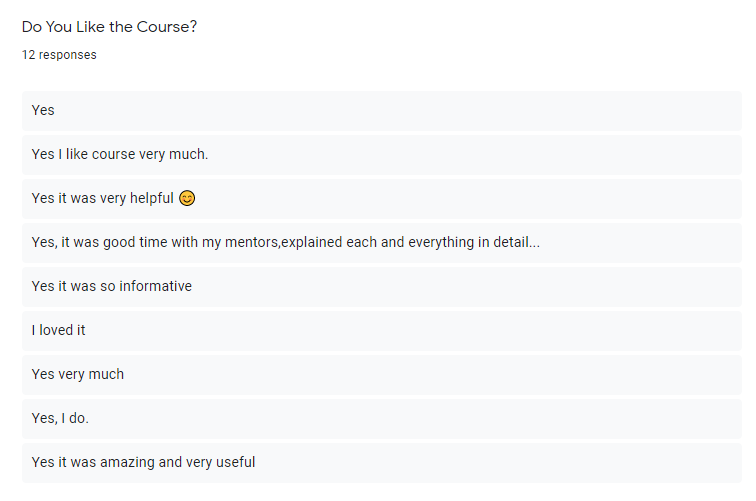 Do You Like the Course?
12 responses
Yes
Yes I like course very much.
Yes it was very helpful 😊
Yes, it was good time with my mentors,explained each and everything in detail...
Yes it was so informative
I loved it
Yes very much
Yes, I do.
Yes it was amazing and very useful